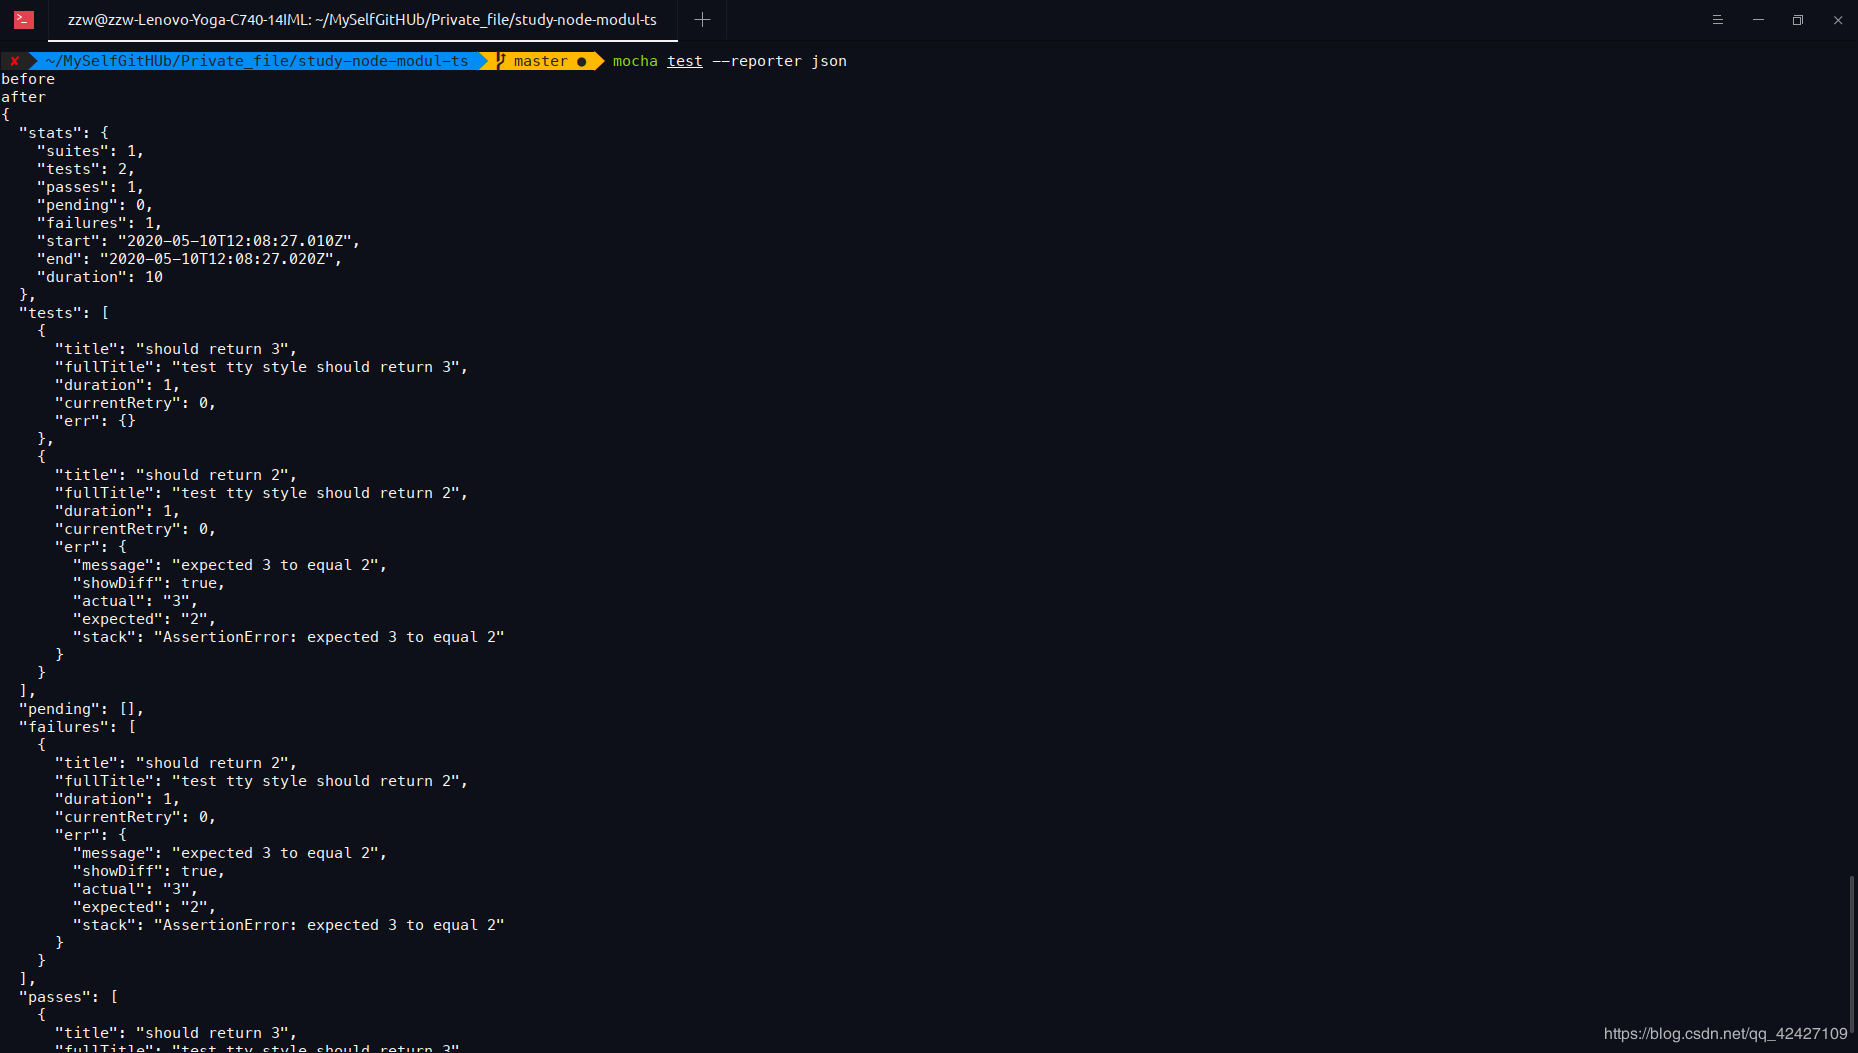 zzw@zzw-Lenovo-Yoga-C740-14IML: ~/MySelfGitHUb/Private_file/study-node-modul-ts
✘ ~/MySelfGitHUb/Private_file/study-node-modul-ts master ● mocha test --reporter json
before
after
{
  "stats": {
    "suites": 1,
    "tests": 2,
    "passes": 1,
    "pending": 0,
    "failures": 1,
    "start": "2020-05-10T12:08:27.010Z",
    "end": "2020-05-10T12:08:27.020Z",
    "duration": 10
  },
  "tests": [
    {
      "title": "should return 3",
      "fullTitle": "test tty style should return 3",
      "duration": 1,
      "currentRetry": 0,
      "err": {}
    },
    {
      "title": "should return 2",
      "fullTitle": "test tty style should return 2",
      "duration": 1,
      "currentRetry": 0,
      "err": {
        "message": "expected 3 to equal 2",
        "showDiff": true,
        "actual": "3",
        "expected": "2",
        "stack": "AssertionError: expected 3 to equal 2"
      }
    }
  ],
  "pending": [],
  "failures": [
    {
      "title": "should return 2",
      "fullTitle": "test tty style should return 2",
      "duration": 1,
      "currentRetry": 0,
      "err": {
        "message": "expected 3 to equal 2",
        "showDiff": true,
        "actual": "3",
        "expected": "2",
        "stack": "AssertionError: expected 3 to equal 2"
      }
    }
  ],
  "passes": [
    {
      "title": "should return 3",
      "fullTitle": "test tty style should return 3"
https://blog.csdn.net/qq_42427109